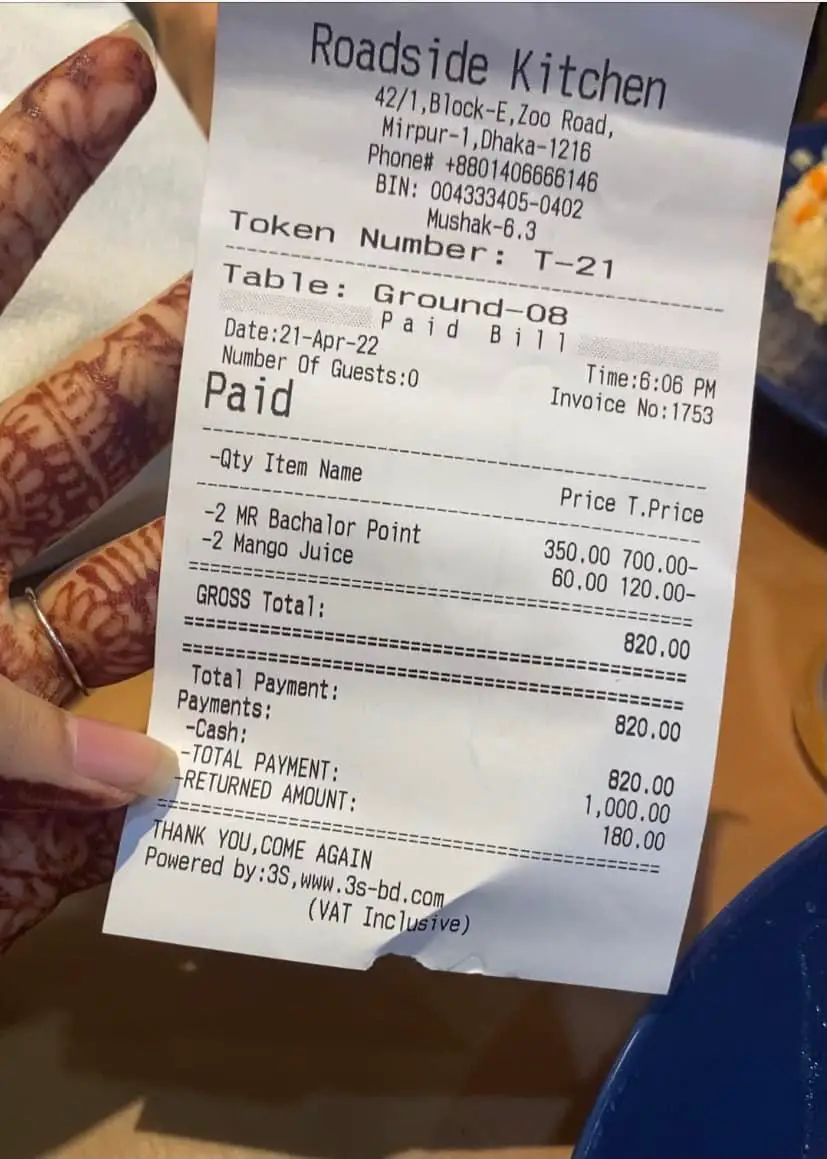 Roadside Kitchen
42/1,Block-E,Zoo Road,
Mirpur-1,Dhaka-1216
Phone# +8801406666146
BIN: 004333405-0402
Mushak-6.3
Token Number: T-21
Table: Ground-08
Paid Bill
Date:21-Apr-22 Time:6:06 PM
Number Of Guests:0 Invoice No:1753
Paid
-Qty Item Name Price T.Price
-2 MR Bachalor Point 350.00 700.00-
-2 Mango Juice 60.00 120.00-
GROSS Total: 820.00
Total Payment: 820.00
Payments:
-Cash: 820.00
-TOTAL PAYMENT: 1,000.00
-RETURNED AMOUNT: 180.00
THANK YOU,COME AGAIN
Powered by:3S,www.3s-bd.com
(VAT Inclusive)